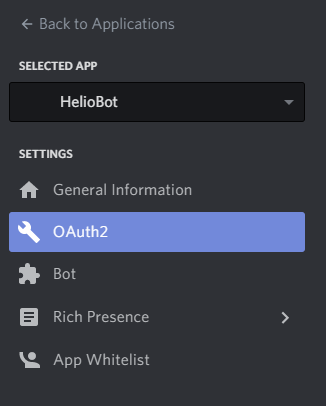 Back to Applications
SELECTED APP
HelioBot
SETTINGS
General Information
OAuth2
Bot
Rich Presence
App Whitelist